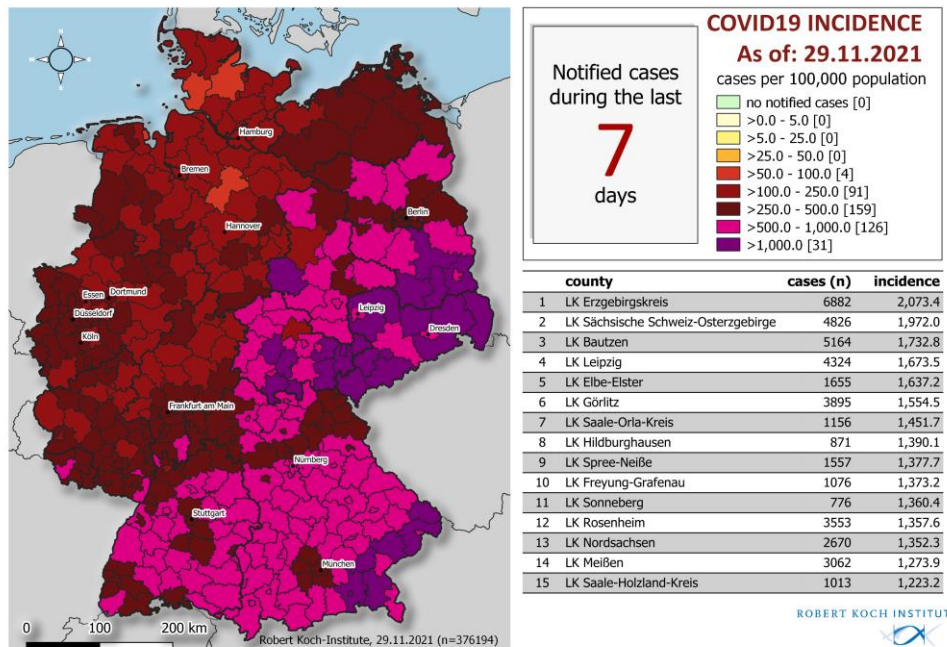 N
W
E
S
Hamburg
Bremen
Hannover
Berlin
Essen
Dortmund
Düsseldorf
Köln
Leipzig
Dresden
Frankfurt am Main
Nürnberg
Stuttgart
München
0 100 200 km
Robert Koch-Institute, 29.11.2021 (n=376194)
Notified cases
during the last
7
days
COVID19 INCIDENCE
As of: 29.11.2021
cases per 100,000 population
no notified cases [0]
>0.0 - 5.0 [0]
>5.0 - 25.0 [0]
>25.0 - 50.0 [0]
>50.0 - 100.0 [4]
>100.0 - 250.0 [91]
>250.0 - 500.0 [159]
>500.0 - 1,000.0 [126]
>1,000.0 [31]
county cases (n) incidence
1 LK Erzgebirgskreis 6882 2,073.4
2 LK Sächsische Schweiz-Osterzgebirge 4826 1,972.0
3 LK Bautzen 5164 1,732.8
4 LK Leipzig 4324 1,673.5
5 LK Elbe-Elster 1655 1,637.2
6 LK Görlitz 3895 1,554.5
7 LK Saale-Orla-Kreis 1156 1,451.7
8 LK Hildburghausen 871 1,390.1
9 LK Spree-Neiße 1557 1,377.7
10 LK Freyung-Grafenau 1076 1,373.2
11 LK Sonneberg 776 1,360.4
12 LK Rosenheim 3553 1,357.6
13 LK Nordsachsen 2670 1,352.3
14 LK Meißen 3062 1,273.9
15 LK Saale-Holzland-Kreis 1013 1,223.2
ROBERT KOCH INSTITUT